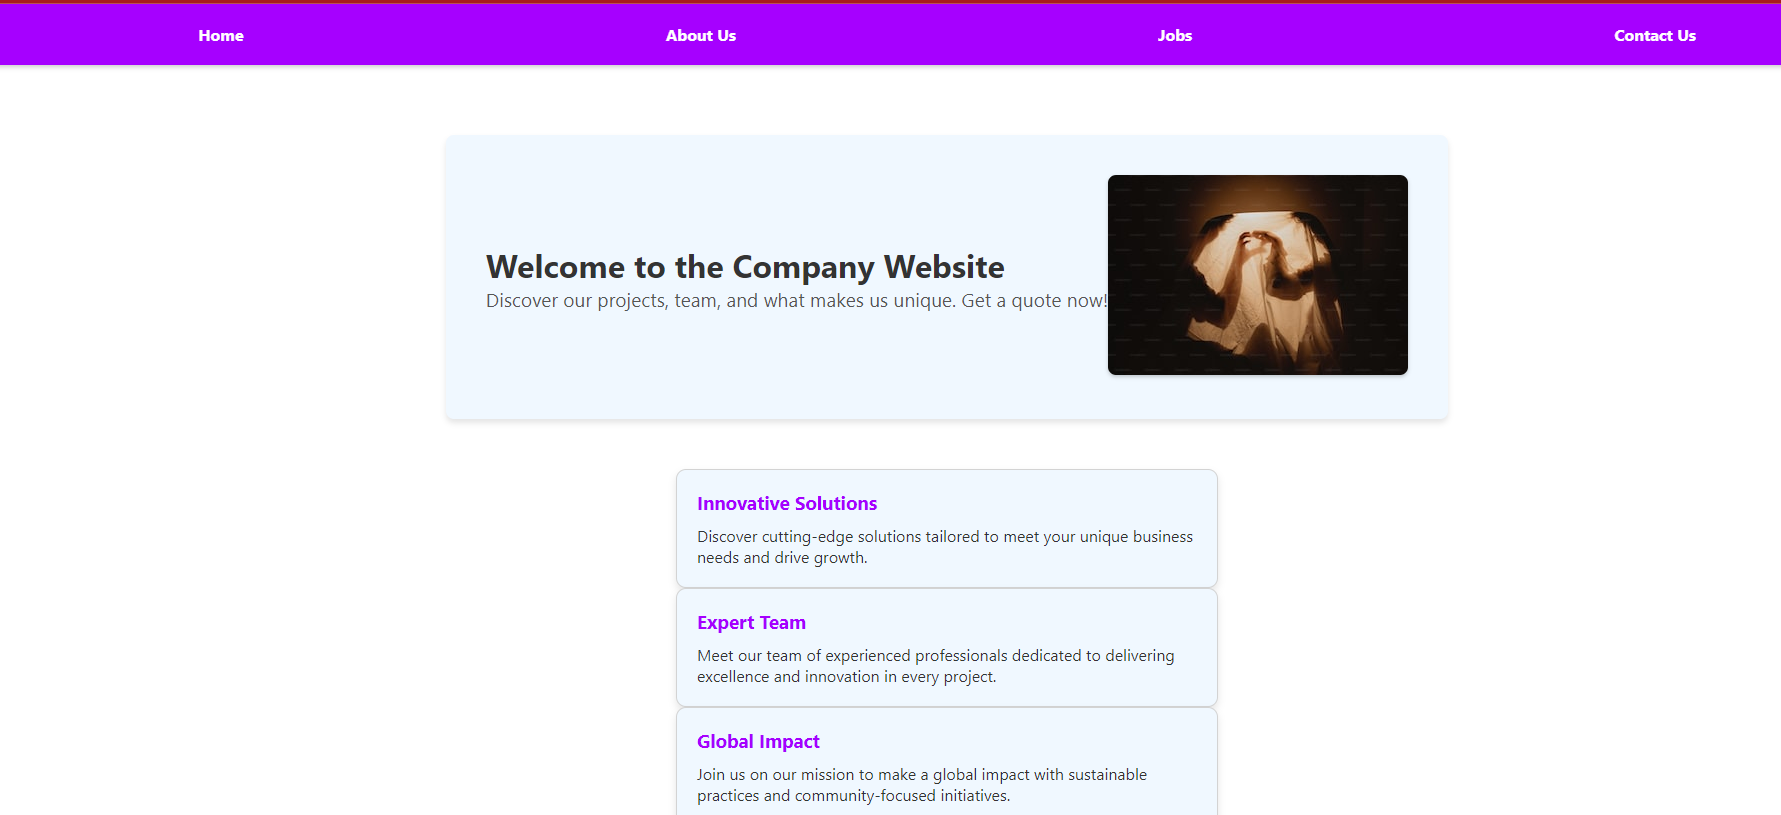 Home About Us Jobs Contact Us
Welcome to the Company Website
Discover our projects, team, and what makes us unique. Get a quote now!
Innovative Solutions
Discover cutting-edge solutions tailored to meet your unique business
needs and drive growth.
Expert Team
Meet our team of experienced professionals dedicated to delivering
excellence and innovation in every project.
Global Impact
Join us on our mission to make a global impact with sustainable
practices and community-focused initiatives.